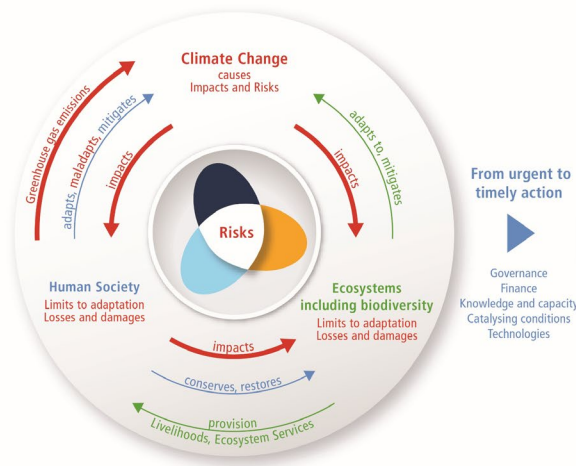 Climate Change
causes
Impacts and Risks
Greenhouse gas emissions
adapts, maladapts, mitigates
impacts
impacts
adapts to, mitigates
Risks
Human Society
Limits to adaptation
Losses and damages
Ecosystems
including biodiversity
Limits to adaptation
Losses and damages
impacts
conserves, restores
provision
Livelihoods, Ecosystem Services
From urgent to
timely action
Governance
Finance
Knowledge and capacity
Catalysing conditions
Technologies